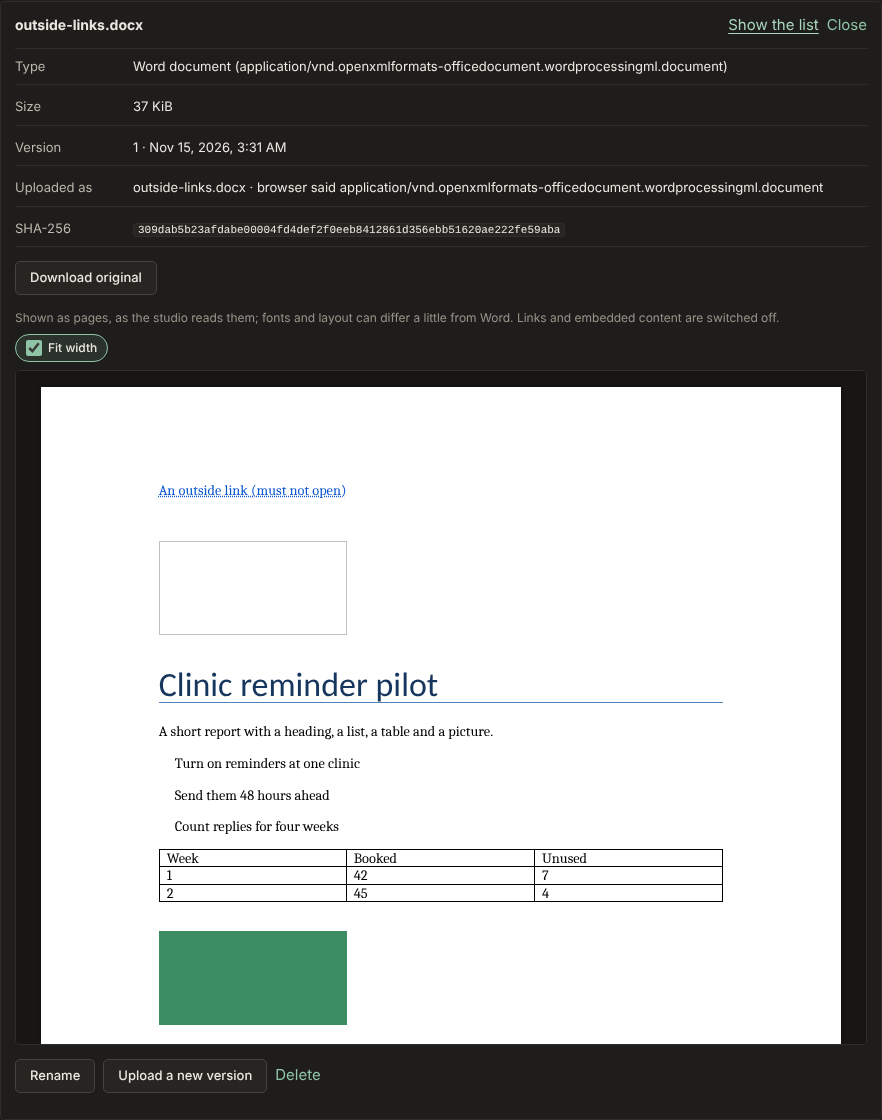 outside-links.docx
Show the list Close
Type Word document (application/vnd.openxmlformats-officedocument.wordprocessingml.document)
Size 37 KiB
Version 1 · Nov 15, 2026, 3:31 AM
Uploaded as outside-links.docx · browser said application/vnd.openxmlformats-officedocument.wordprocessingml.document
SHA-256 309dab5b23afdabe00004fd4def2f0eeb8412861d356ebb51620ae222fe59aba
Download original
Shown as pages, as the studio reads them; fonts and layout can differ a little from Word. Links and embedded content are switched off.
Fit width
An outside link (must not open)
Clinic reminder pilot
A short report with a heading, a list, a table and a picture.
Turn on reminders at one clinic
Send them 48 hours ahead
Count replies for four weeks
Week Booked Unused
1 42 7
2 45 4
Rename Upload a new version Delete